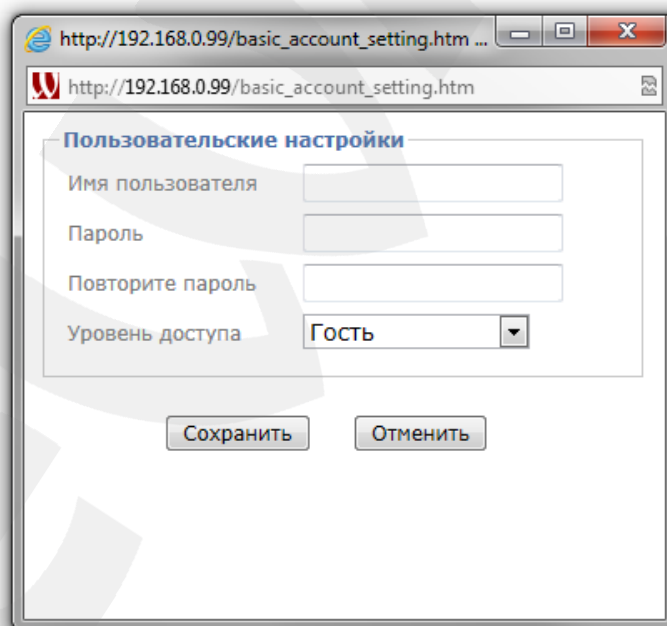 http://192.168.0.99/basic_account_setting.htm ...
http://192.168.0.99/basic_account_setting.htm
Пользовательские настройки
Имя пользователя
Пароль
Повторите пароль
Уровень доступа Гость
Сохранить Отменить